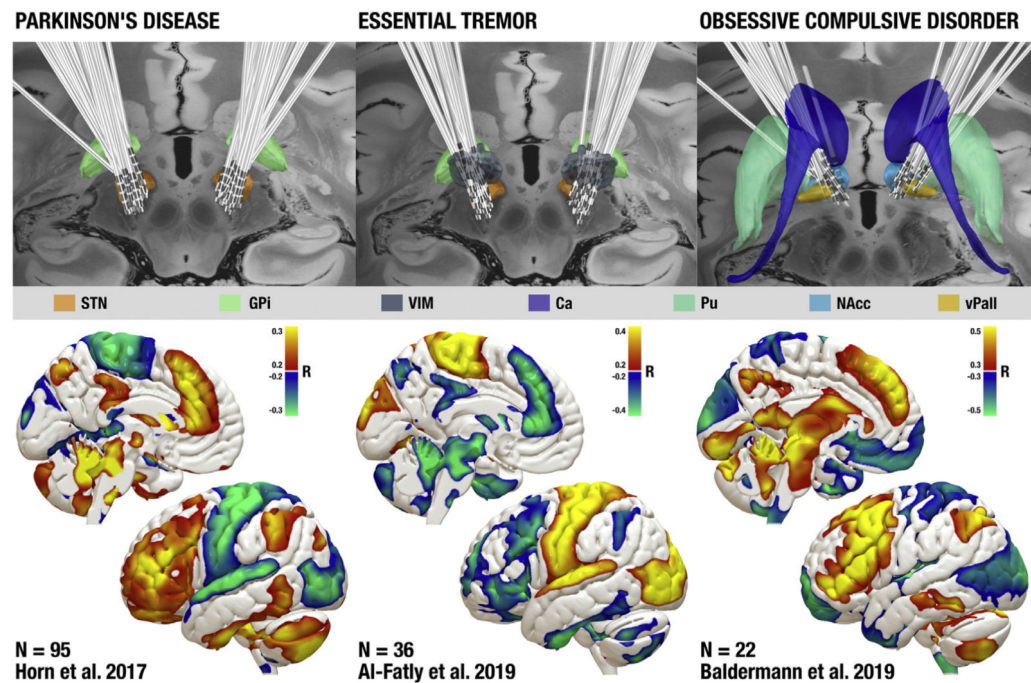 PARKINSON'S DISEASE
ESSENTIAL TREMOR
OBSESSIVE COMPULSIVE DISORDER
STN GPi VIM Ca Pu NAcc vPall
0.3
0.2
-0.2
-0.3
R
0.4
0.2
-0.2
-0.4
R
0.5
0.3
-0.3
-0.5
R
N = 95
Horn et al. 2017
N = 36
Al-Fatly et al. 2019
N = 22
Baldermann et al. 2019